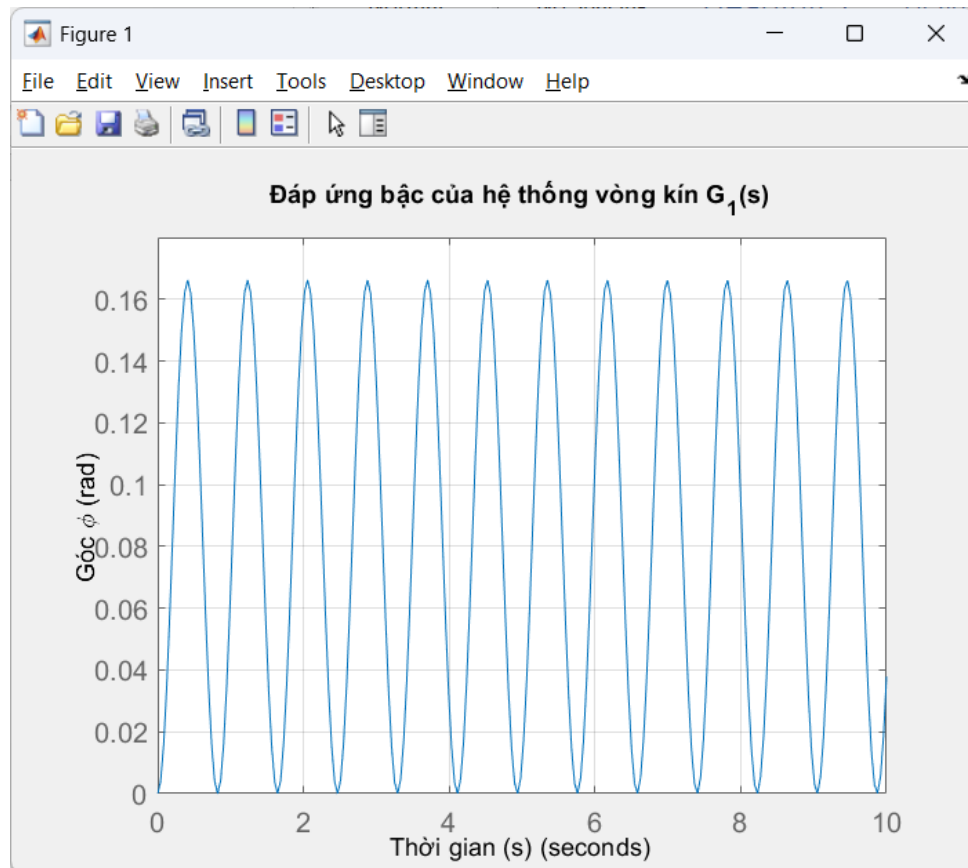 Figure 1
File Edit View Insert Tools Desktop Window Help
Đáp ứng bậc của hệ thống vòng kín G1(s)
Góc ϕ (rad)
0.16
0.14
0.12
0.1
0.08
0.06
0.04
0.02
0
0 2 4 6 8 10
Thời gian (s) (seconds)